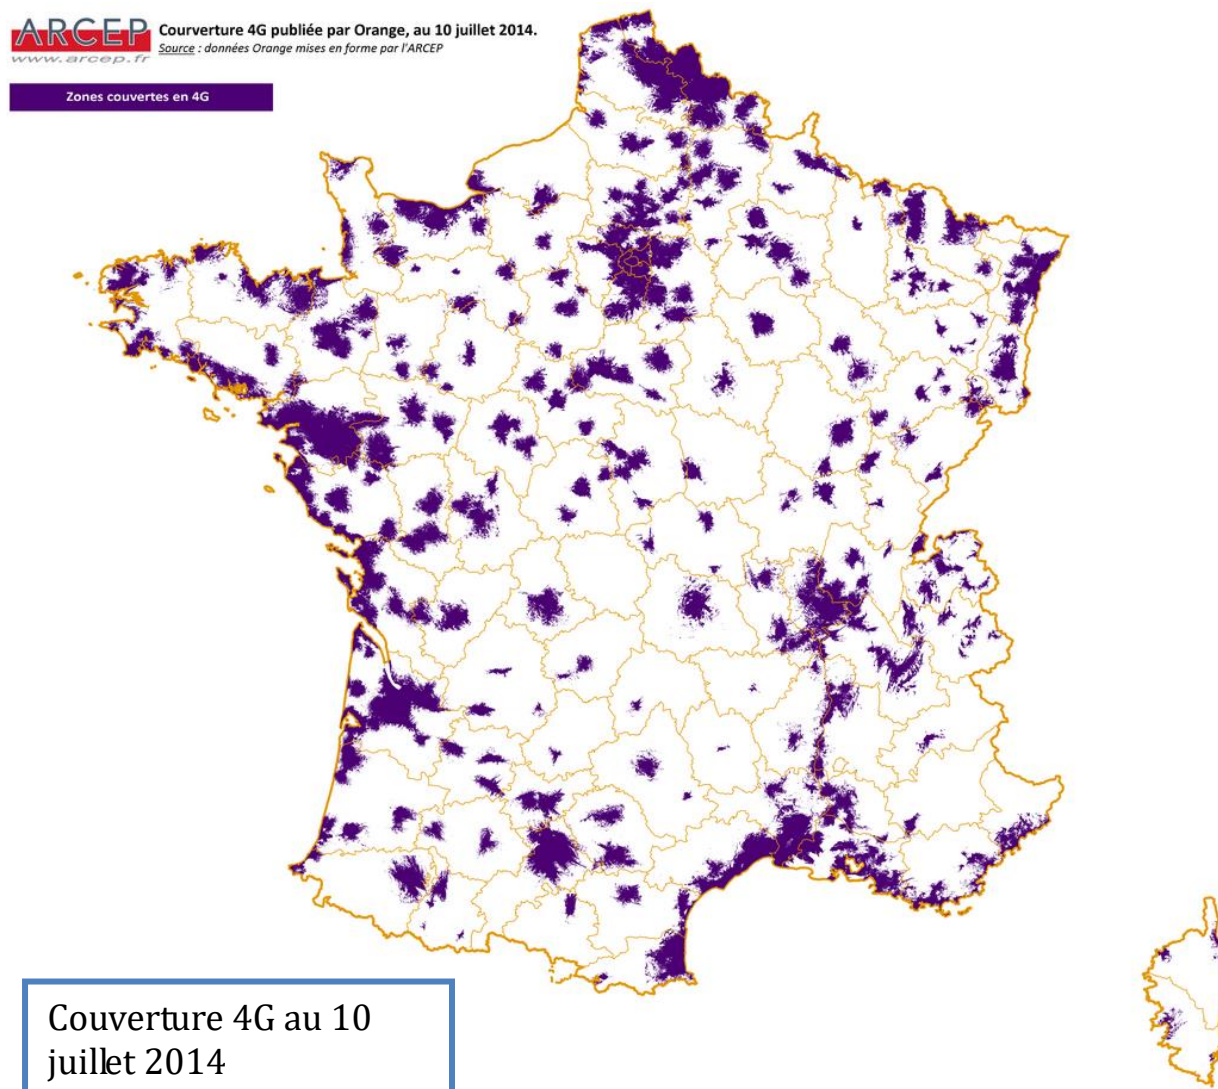 ARCEP
www.arcep.fr
Courverture 4G publiée par Orange, au 10 juillet 2014.
Source : données Orange mises en forme par l'ARCEP
Zones couvertes en 4G
Couverture 4G au 10
juillet 2014